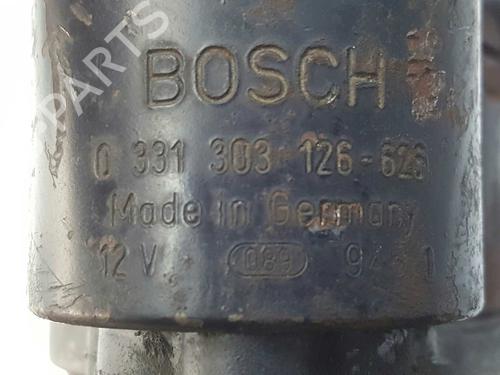 BOSCH
0 331 303 126-626
Made in Germany
12 V 089
PARTS